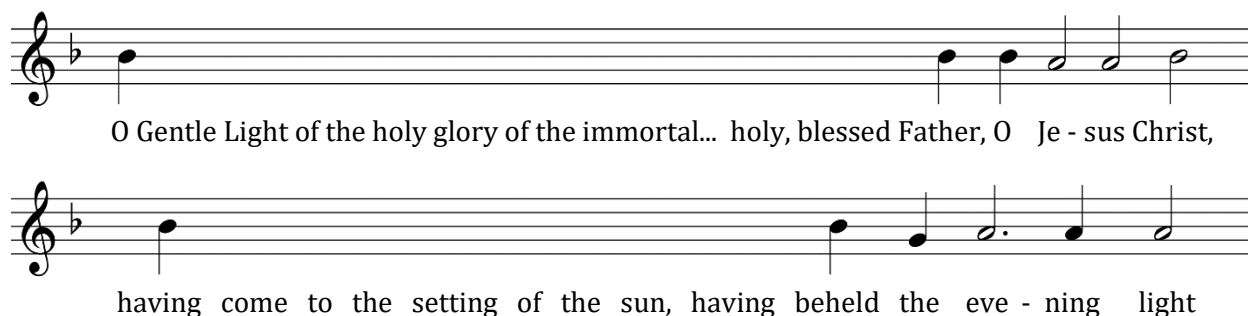 O Gentle Light of the holy glory of the immortal... holy, blessed Father, O Je - sus Christ,
having come to the setting of the sun, having beheld the eve - ning light